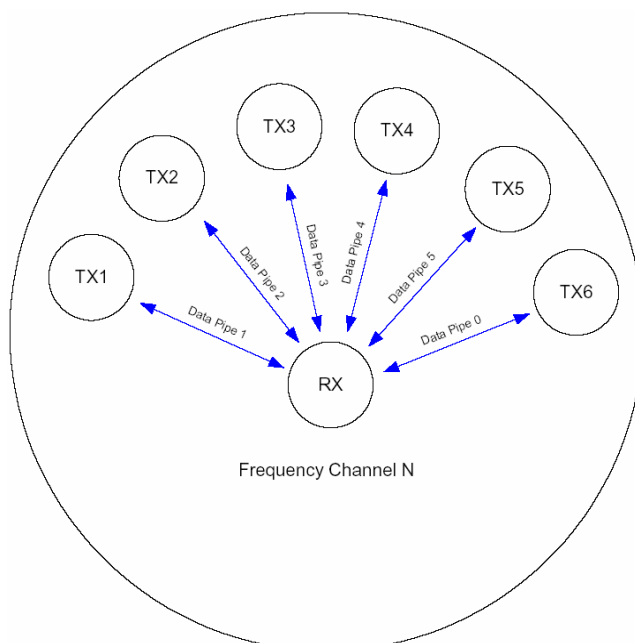 TX3
TX4
TX2
TX5
TX1
TX6
Data Pipe 1
Data Pipe 2
Data Pipe 3
Data Pipe 4
Data Pipe 5
Data Pipe 0
RX
Frequency Channel N